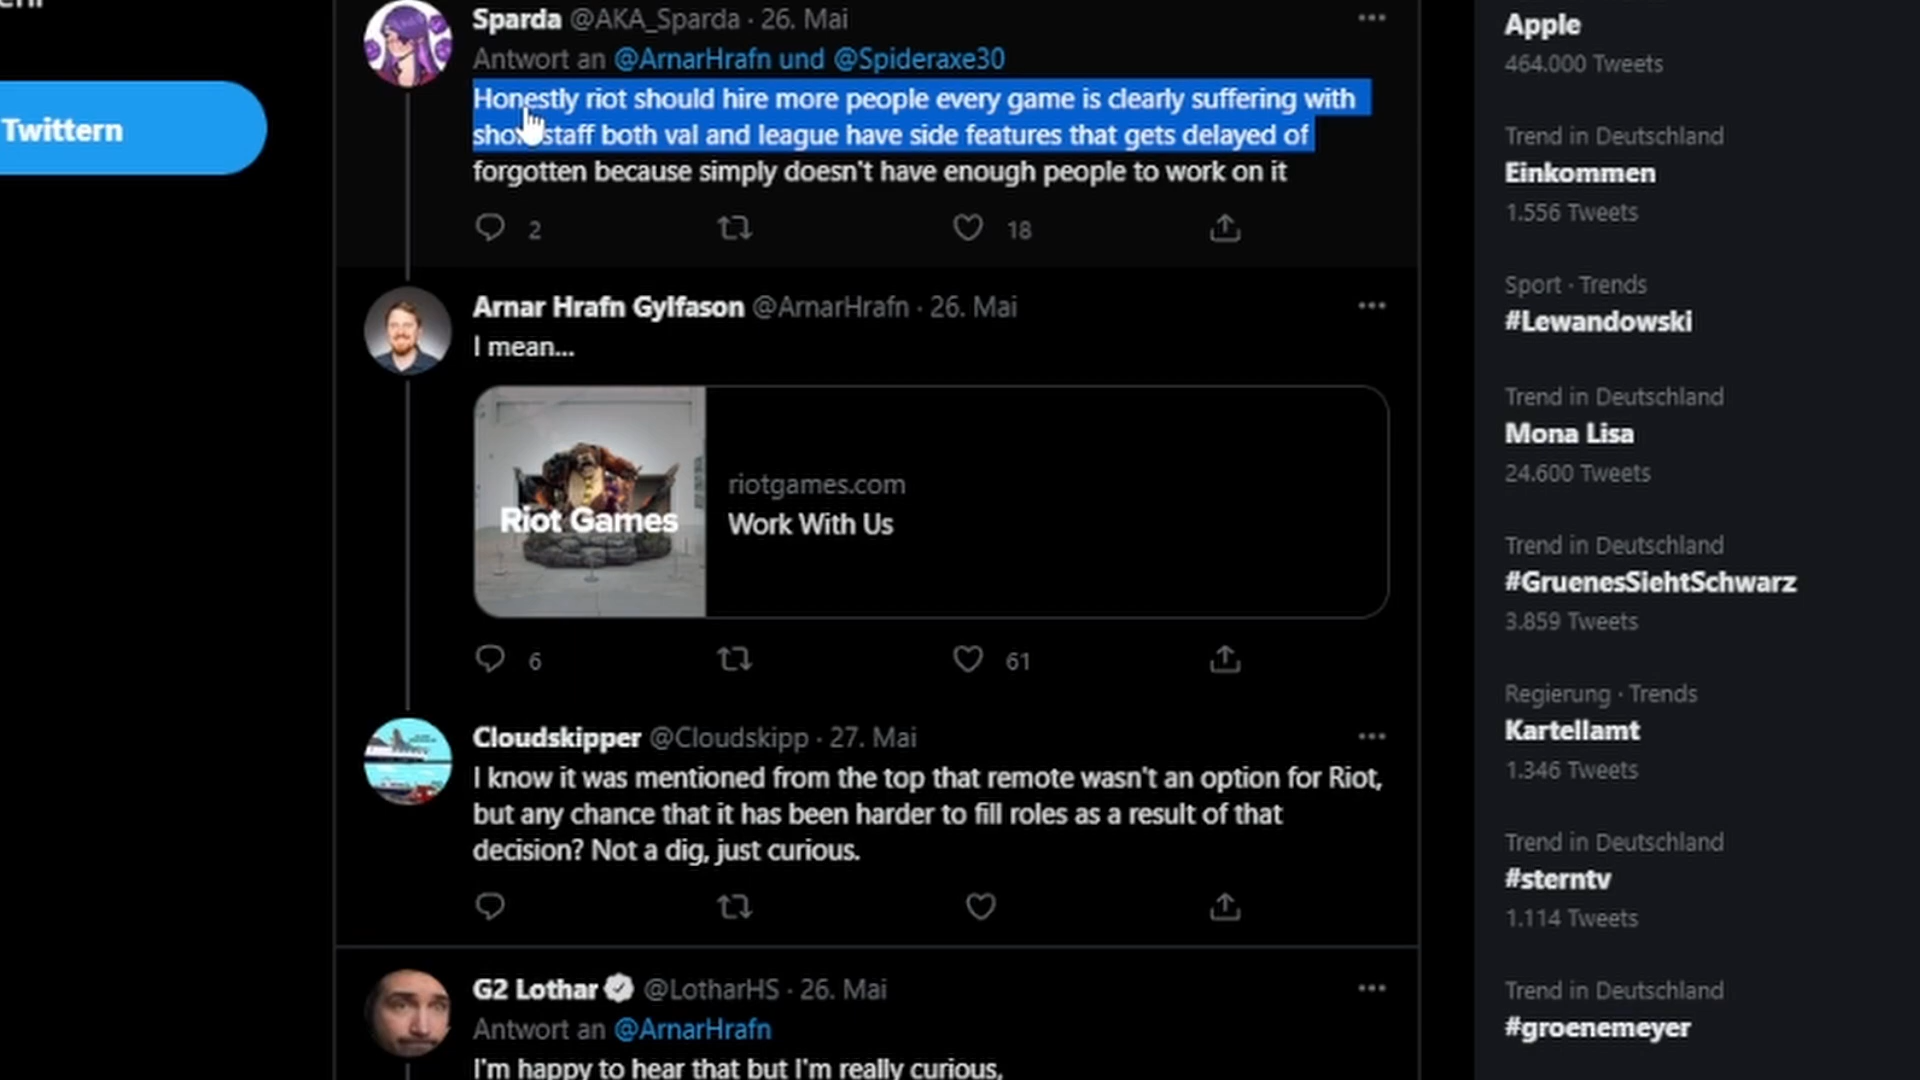 Twittern
Sparda @AKA_Sparda · 26. Mai
Antwort an @ArnarHrafn und @Spideraxe30
Honestly riot should hire more people every game is clearly suffering with
staff both val and league have side features that gets delayed of
forgotten because simply doesn't have enough people to work on it
2
18
Arnar Hrafn Gylfason @ArnarHrafn · 26. Mai
I mean...
Riot Games
riotgames.com
Work With Us
6
61
Cloudskipper @Cloudskipp · 27. Mai
I know it was mentioned from the top that remote wasn't an option for Riot,
but any chance that it has been harder to fill roles as a result of that
decision? Not a dig, just curious.
G2 Lothar @LotharHS · 26. Mai
Antwort an @ArnarHrafn
I'm happy to hear that but I'm really curious,
Apple
464.000 Tweets
Trend in Deutschland
Einkommen
1.556 Tweets
Sport · Trends
#Lewandowski
Trend in Deutschland
Mona Lisa
24.600 Tweets
Trend in Deutschland
#GruenesSiehtSchwarz
3.859 Tweets
Regierung · Trends
Kartellamt
1.346 Tweets
Trend in Deutschland
#sterntv
1.114 Tweets
Trend in Deutschland
#groenemeyer